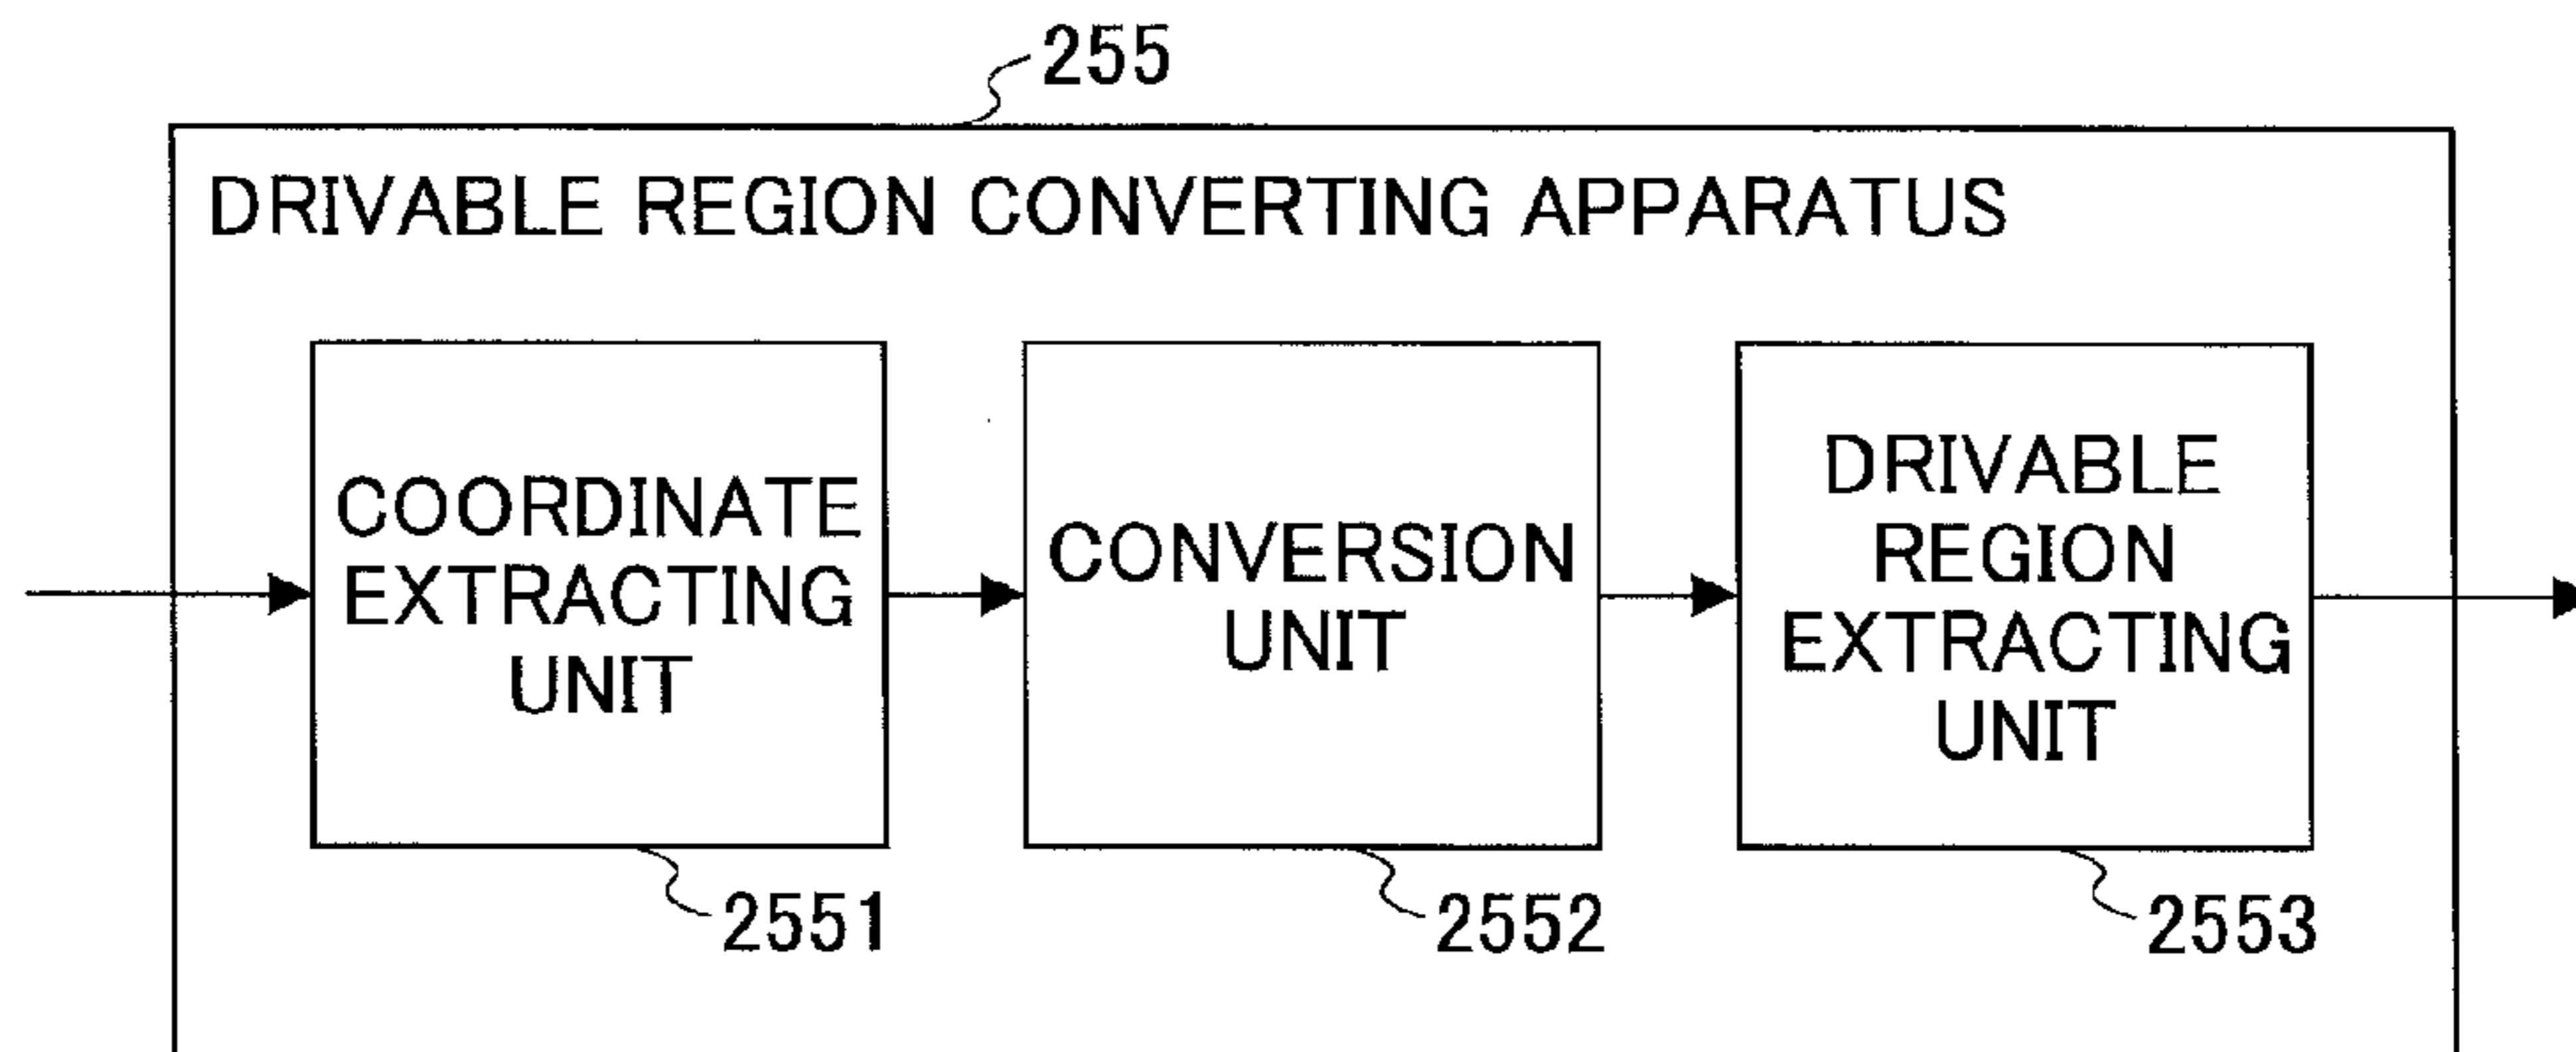 255
DRIVABLE REGION CONVERTING APPARATUS
COORDINATE
EXTRACTING
UNIT
2551
CONVERSION
UNIT
2552
DRIVABLE
REGION
EXTRACTING
UNIT
2553